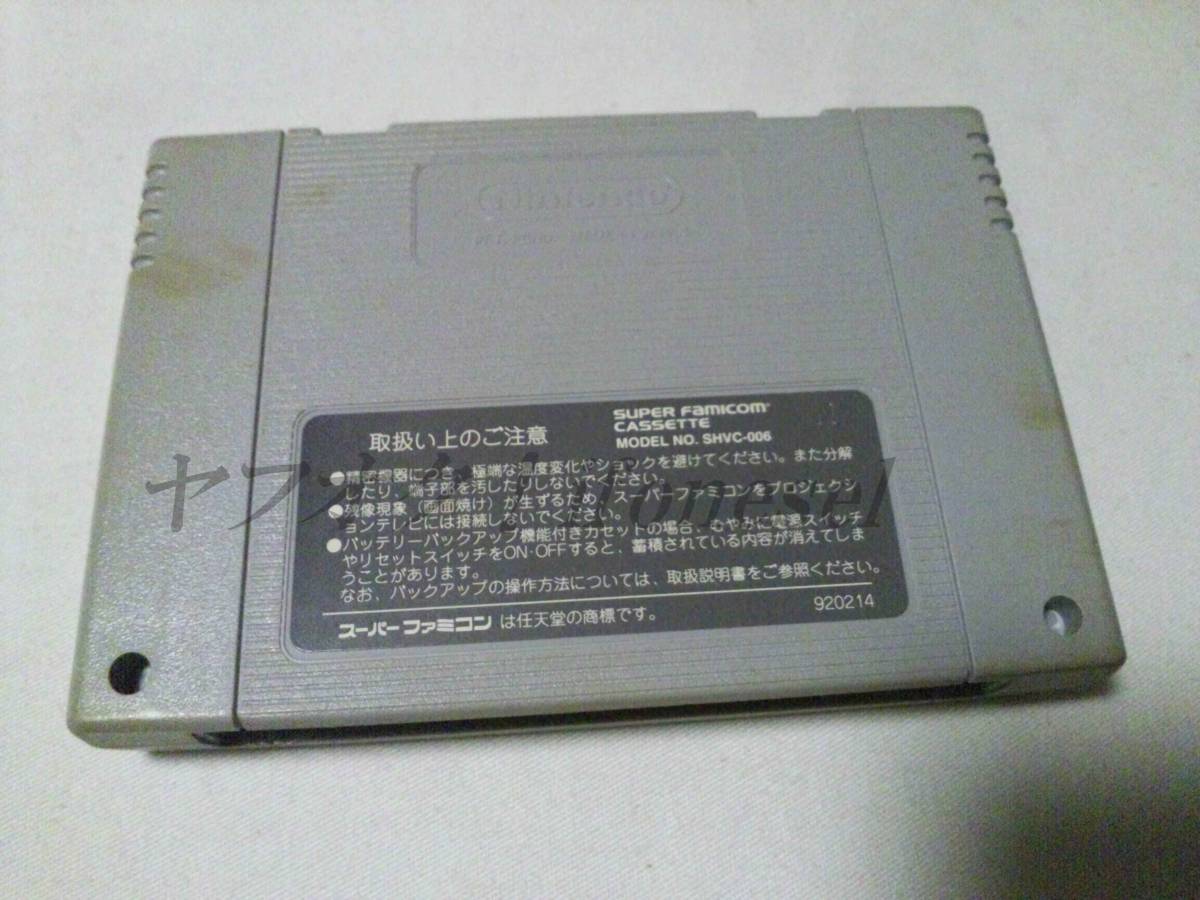 Nintendo
取扱い上のご注意
SUPER FAMICOM
CASSETTE
MODEL NO. SHVC-006
●精密機器につき、極端な温度変化やショックを避けてください。また分解
したり、端子部を汚したりしないでください。
●残像現象(画面焼け)が生ずるため、スーパーファミコンをプロジェクシ
ョンテレビには接続しないでください。
●バッテリーバックアップ機能付きカセットの場合、むやみに電源スイッチ
やリセットスイッチをON·OFFすると、蓄積されている内容が消えてしま
うことがあります。
なお、バックアップの操作方法については、取扱説明書をご参照ください。
920214
スーパーファミコン は任天堂の商標です。